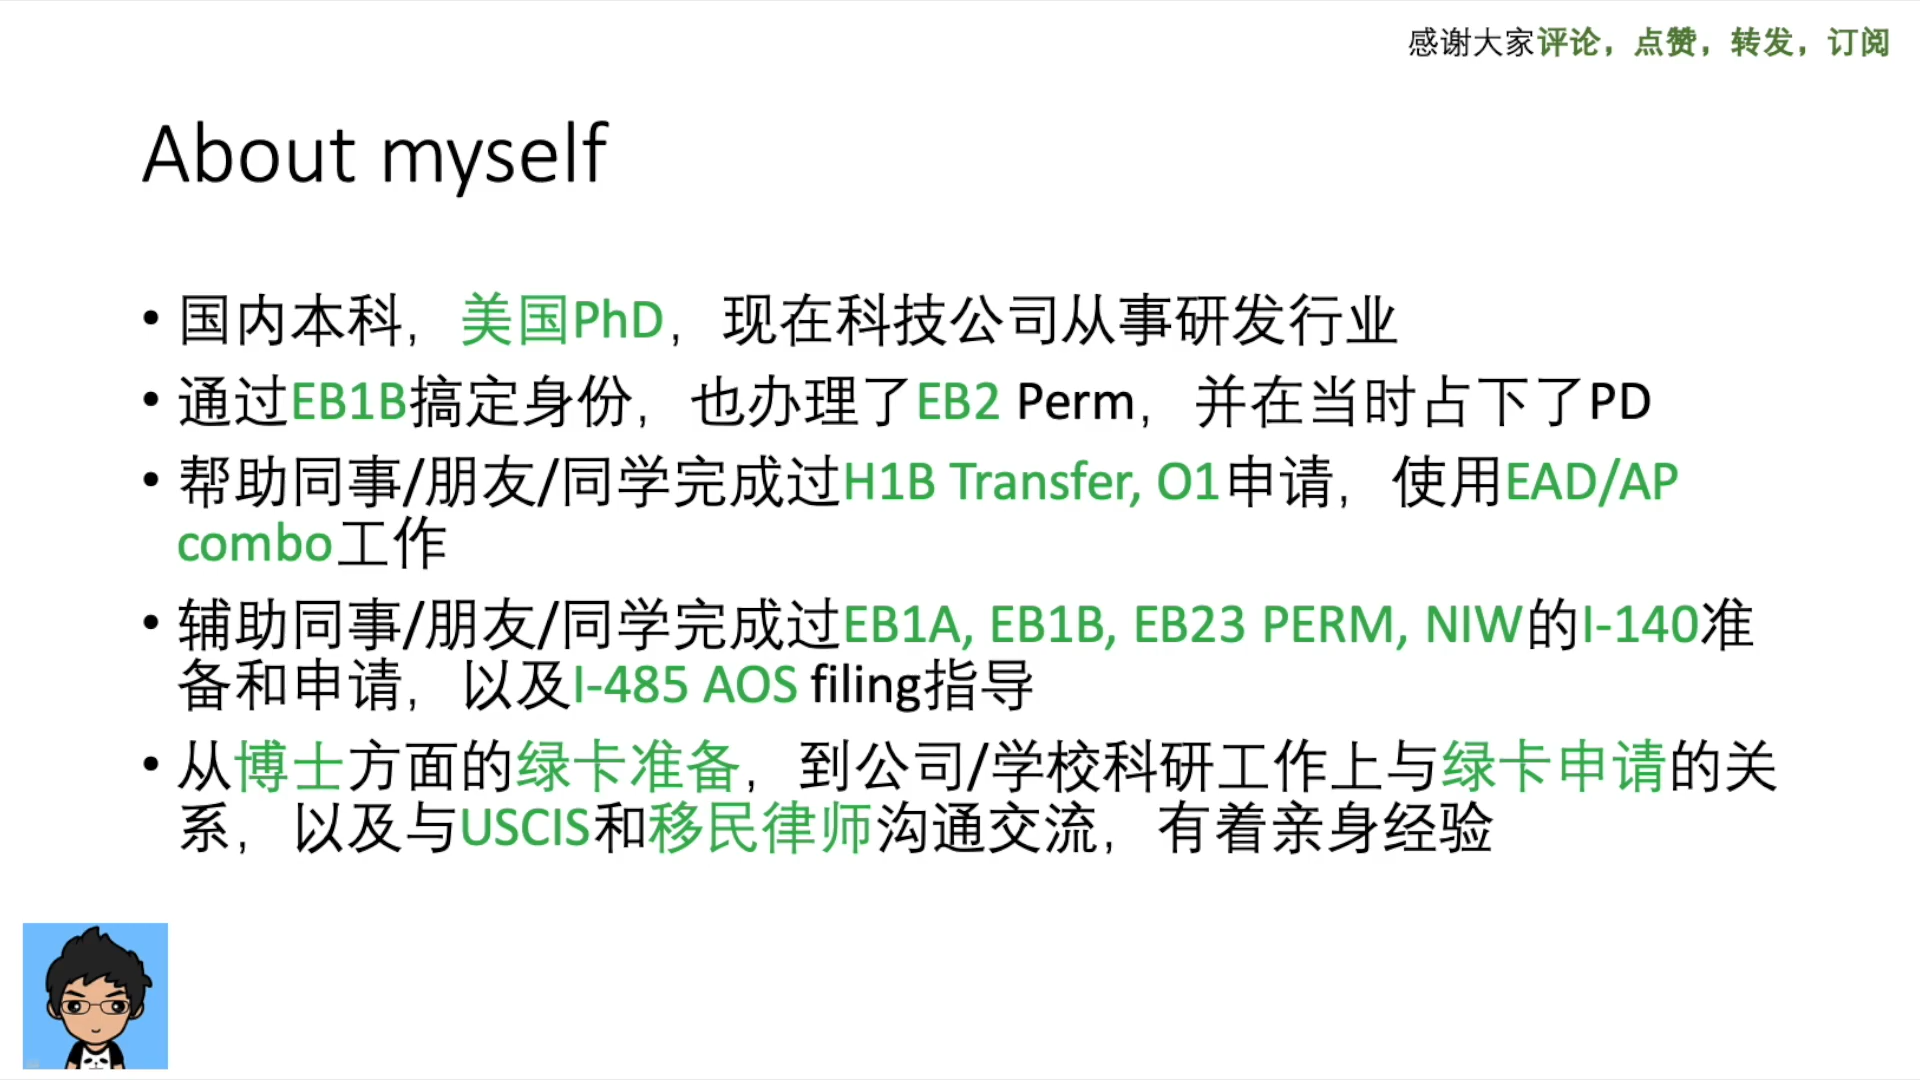 感谢大家评论，点赞，转发，订阅
About myself
• 国内本科，美国PhD，现在科技公司从事研发行业
• 通过EB1B搞定身份，也办理了EB2 Perm，并在当时占下了PD
• 帮助同事/朋友/同学完成过H1B Transfer, O1申请，使用EAD/AP
combo工作
• 辅助同事/朋友/同学完成过EB1A, EB1B, EB23 PERM, NIW的I-140准
备和申请，以及I-485 AOS filing指导
• 从博士方面的绿卡准备，到公司/学校科研工作上与绿卡申请的关
系，以及与USCIS和移民律师沟通交流，有着亲身经验